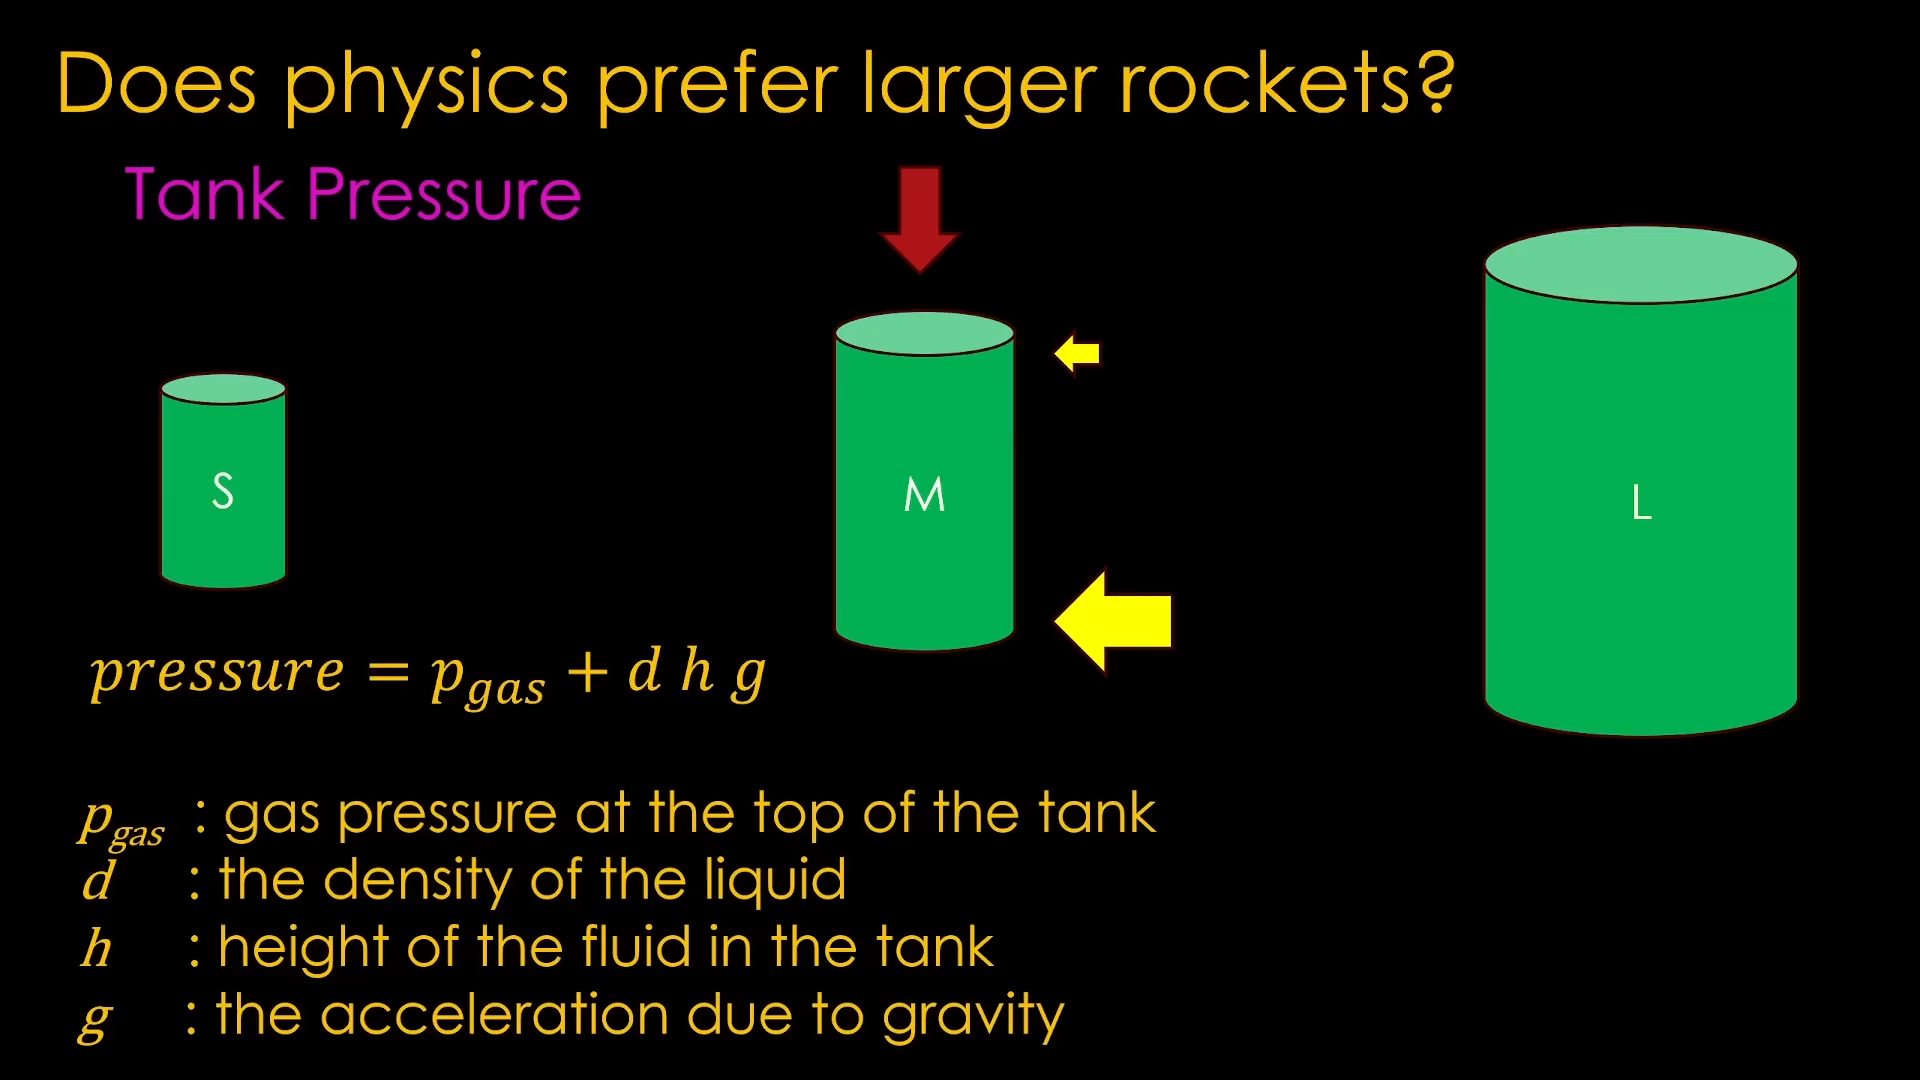 Does physics prefer larger rockets?
Tank Pressure
S
M
L
pressure = p_gas + d h g
p_gas : gas pressure at the top of the tank
d : the density of the liquid
h : height of the fluid in the tank
g : the acceleration due to gravity